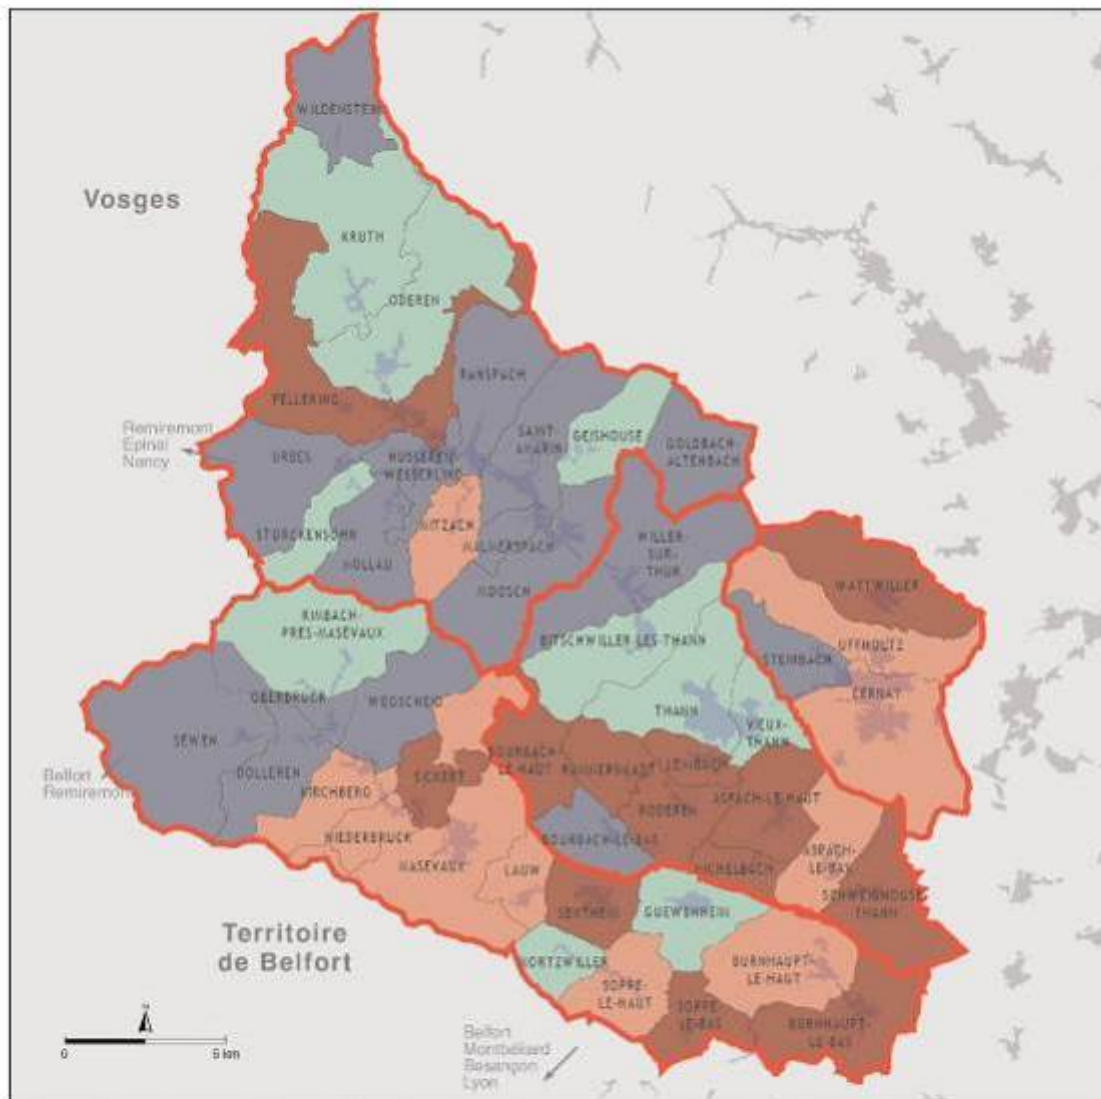 WILDENSTEIN
Vosges
KRUTH
ODEREN
RANSPACH
FELLERING
Remiremont
Epinal
Nancy
SAINT-
AMARIN
GEISHOUSE
GOLDBACH-
ALTENBACH
URBES
HUSSEREN-
WESSERLING
STORCKENSOHN
MITZACH
MALMERSPACH
MOLLAU
MOOSCH
WILLER-
SUR-
THUR
WATTWILLER
RIMBACH-
PRES-MASEVAUX
BITSCHWILLER-LES-THANN
UFFHOLTZ
STEINBACH
CERNAY
OBERBRUCK
WEGSCHEID
THANN
VIEUX-
THANN
SEWEN
BOURBACH-
LE-HAUT
RAMMERSMATT
LEIMBACH
Belfort
Remiremont
DOLLEREN
SICKERT
KIRCHBERG
RODEREN
ASPACH-LE-HAUT
NIEDERBRUCK
MASEVAUX
BOURBACH-LE-BAS
LAUW
MICHELBACH
ASPACH-
LE-BAS
SCHWEIGHOUSE-
THANN
SENTHEIM
GUEWENHEIM
Territoire
de Belfort
MORTZWILLER
BURNHAUPT-
LE-HAUT
SOPPE-
LE-HAUT
SOPPE-
LE-BAS
BURNHAUPT-
LE-BAS
N
0 5 km
Belfort
Montbéliard
Besançon
Lyon